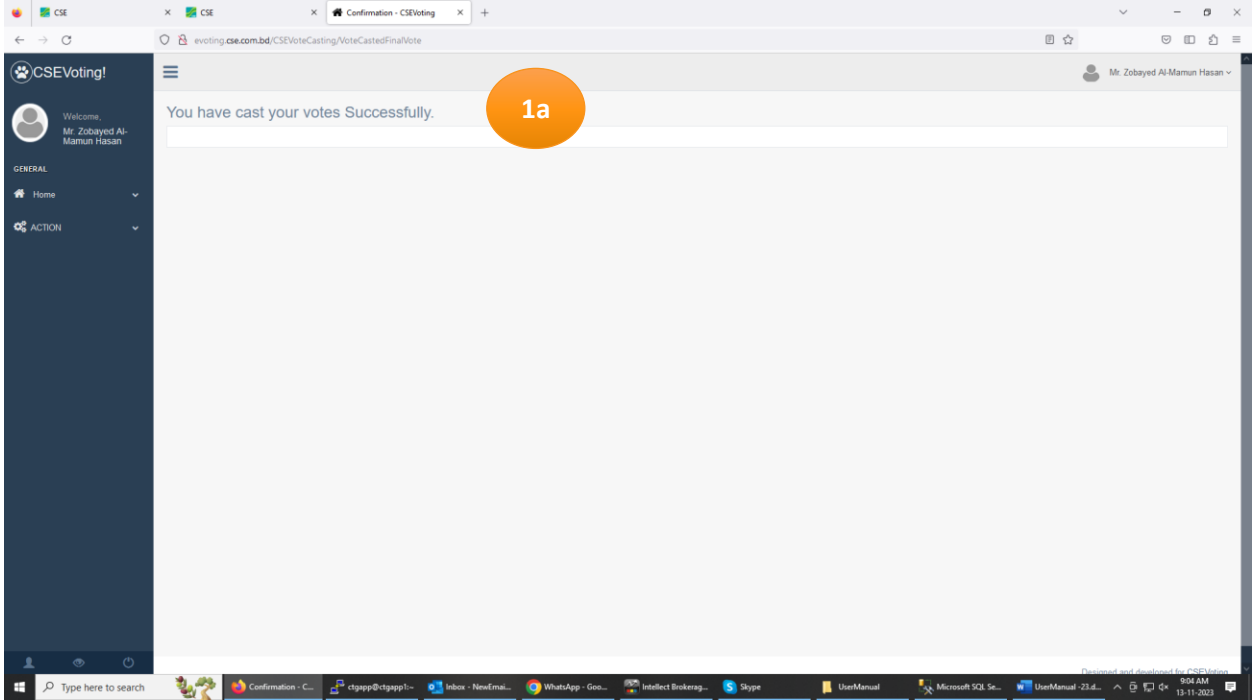 CSE
CSE
Confirmation - CSEVoting
evoting.cse.com.bd/CSEVoteCasting/VoteCastedFinalVote
CSEVoting!
Mr. Zobayed Al-Mamun Hasan
Welcome,
Mr. Zobayed Al-
Mamun Hasan
You have cast your votes Successfully.
1a
GENERAL
Home
ACTION
Designed and developed by CSEVoting
Type here to search
Confirmation - C...
ctgapp@ctgapp1:~
Inbox - NewEmai...
WhatsApp - Goo...
Intellect Brokerag...
Skype
UserManual
Microsoft SQL Se...
UserManual -23.d...
9:04 AM
13-11-2023